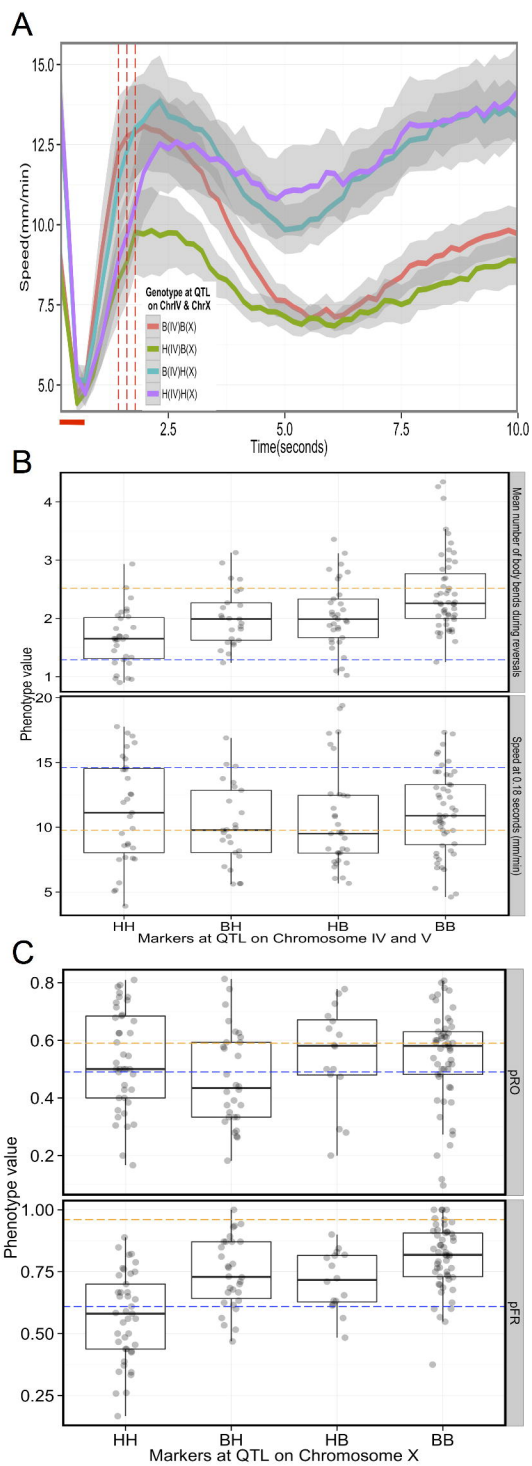 A
15.0
12.5
10.0
7.5
5.0
Speed(mm/min)
Genotype at QTL
on ChrIV & ChrX
B(IV)B(X)
H(IV)B(X)
B(IV)H(X)
H(IV)H(X)
2.5
5.0
7.5
10.0
Time(seconds)
B
4
3
2
1
Mean number of body bends during reversals
Phenotype value
20
15
10
5
Speed at 0.18 seconds (mm/min)
HH
BH
HB
BB
Markers at QTL on Chromosome IV and V
C
0.8
0.6
0.4
0.2
pRO
Phenotype value
1.00
0.75
0.50
0.25
pFR
HH
BH
HB
BB
Markers at QTL on Chromosome X